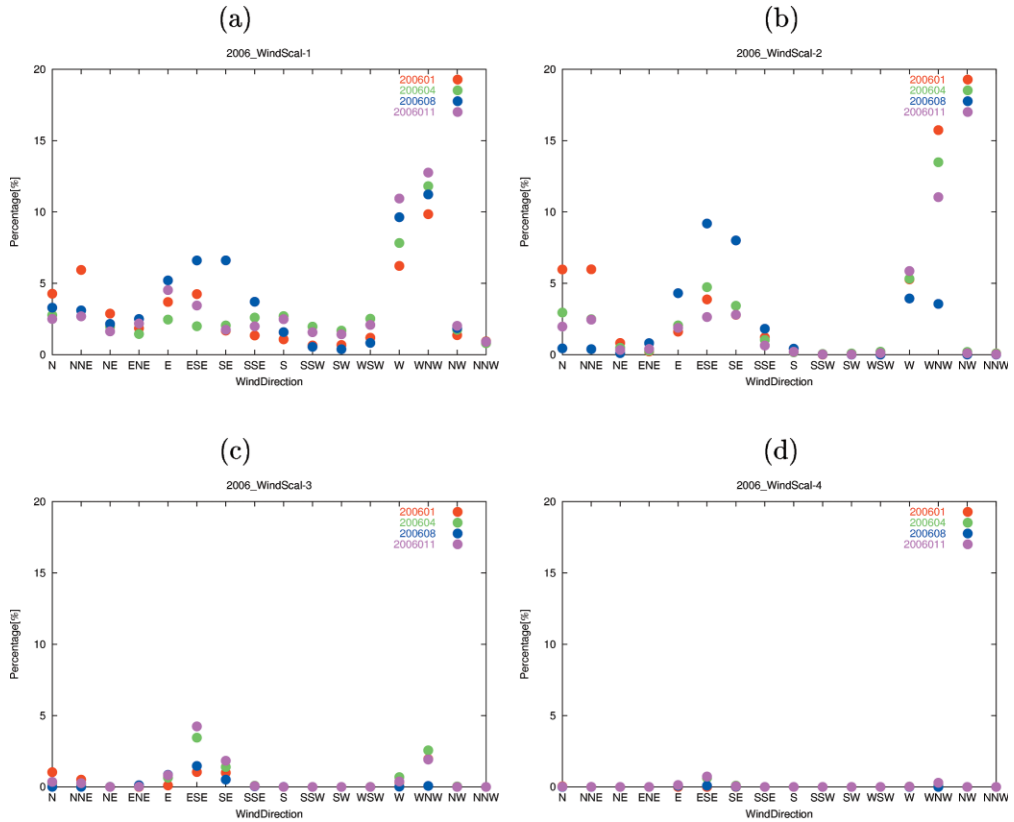 (a)
2006_WindScal-1
20
15
10
5
0
Percentage[%]
200601
200604
200608
2006011
N NNE NE ENE E ESE SE SSE S SSW SW WSW W WNW NW NNW
WindDirection
(b)
2006_WindScal-2
20
15
10
5
0
Percentage[%]
200601
200604
200608
2006011
N NNE NE ENE E ESE SE SSE S SSW SW WSW W WNW NW NNW
WindDirection
(c)
2006_WindScal-3
20
15
10
5
0
Percentage[%]
200601
200604
200608
2006011
N NNE NE ENE E ESE SE SSE S SSW SW WSW W WNW NW NNW
WindDirection
(d)
2006_WindScal-4
20
15
10
5
0
Percentage[%]
200601
200604
200608
2006011
N NNE NE ENE E ESE SE SSE S SSW SW WSW W WNW NW NNW
WindDirection